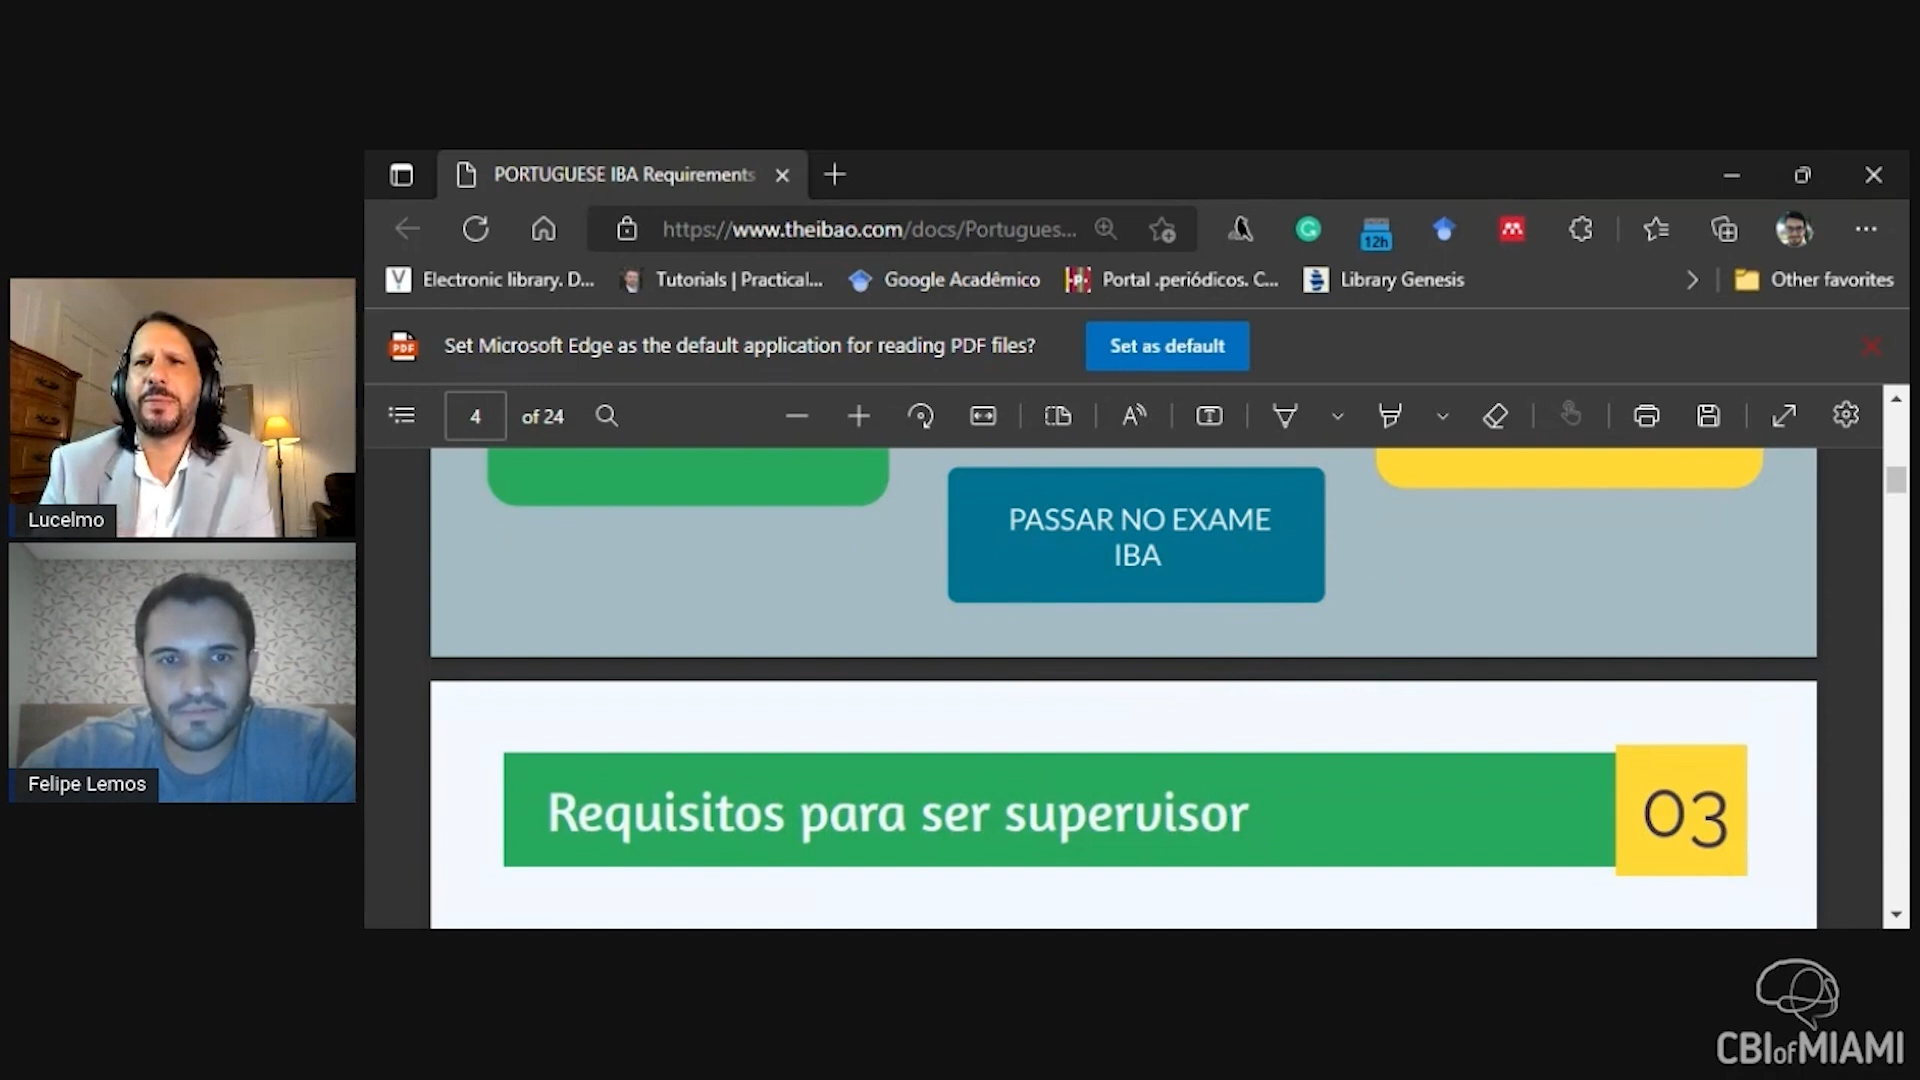 PORTUGUESE IBA Requirements
https://www.theibao.com/docs/Portugues...
12h
Electronic library. D...
Tutorials | Practical...
Google Acadêmico
Portal .periódicos. C...
Library Genesis
Other favorites
PDF
Set Microsoft Edge as the default application for reading PDF files?
Set as default
4 of 24
PASSAR NO EXAME
IBA
Requisitos para ser supervisor
03
Lucelmo
Felipe Lemos
CBIofMIAMI